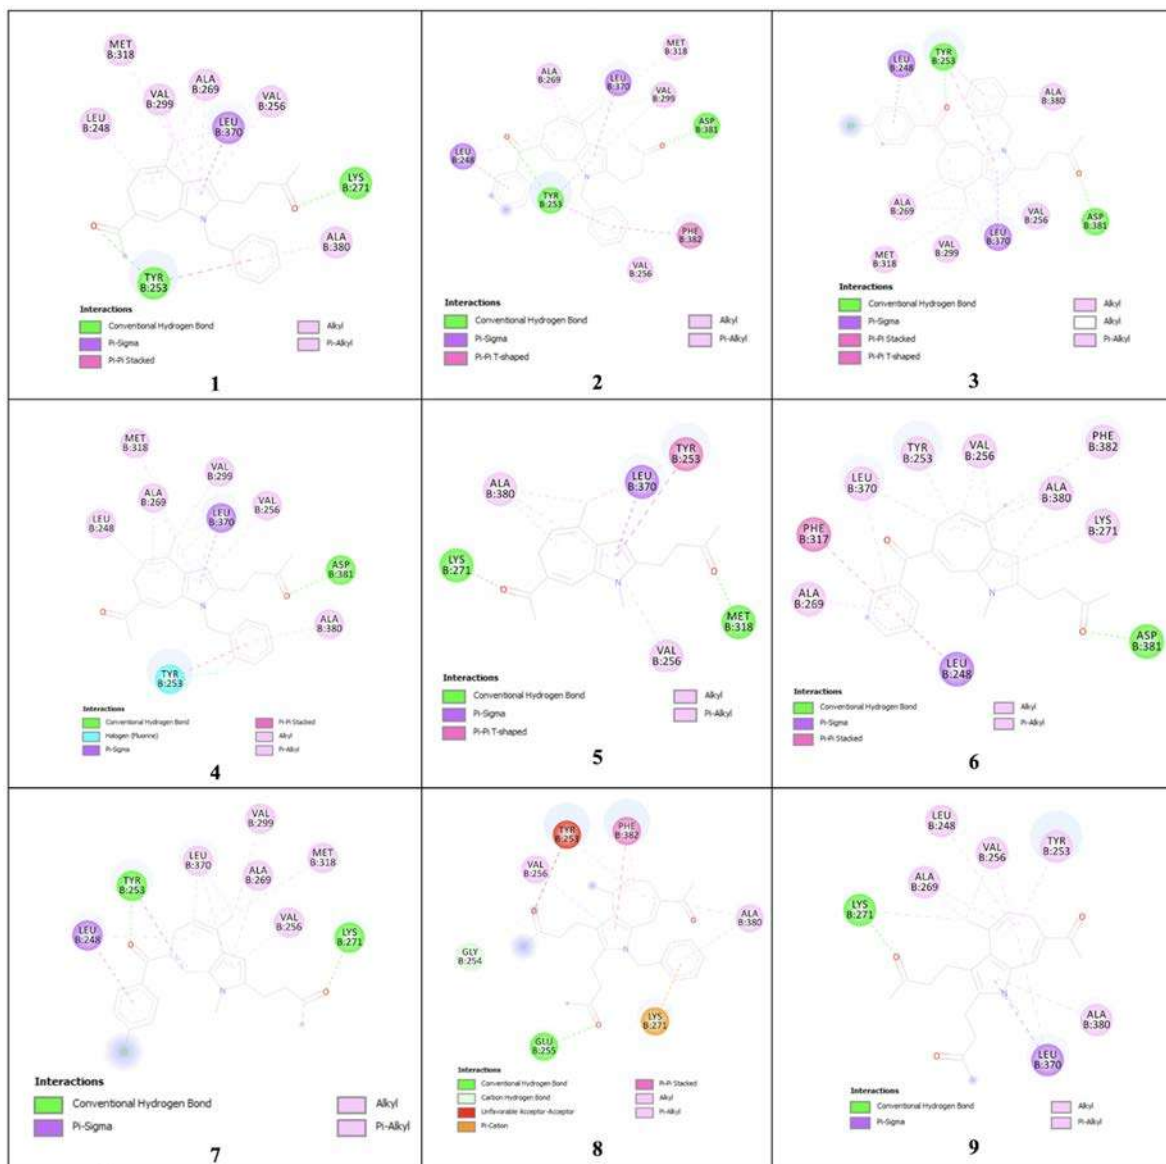 MET
B:318
VAL
B:299
ALA
B:269
VAL
B:256
LEU
B:248
LEU
B:370
LYS
B:271
ALA
B:380
O
O
N
TYR
B:253
Interactions
Conventional Hydrogen Bond
Pi-Sigma
Pi-Pi Stacked
Alkyl
Pi-Alkyl
1
MET
B:318
ALA
B:269
LEU
B:370
VAL
B:299
ASP
B:381
LEU
B:248
O
O
N
TYR
B:253
PHE
B:382
VAL
B:256
Interactions
Conventional Hydrogen Bond
Pi-Sigma
Pi-Pi T-shaped
Alkyl
Pi-Alkyl
2
TYR
B:253
LEU
B:248
ALA
B:380
O
N
O
ALA
B:269
VAL
B:256
ASP
B:381
LEU
B:370
VAL
B:299
MET
B:318
Interactions
Conventional Hydrogen Bond
Pi-Sigma
Pi-Pi Stacked
Pi-Pi T-shaped
Alkyl
Alkyl
Pi-Alkyl
3
MET
B:318
VAL
B:299
ALA
B:269
VAL
B:256
LEU
B:248
LEU
B:370
ASP
B:381
O
O
N
ALA
B:380
TYR
B:253
Interactions
Conventional Hydrogen Bond
Halogen (Fluorine)
Pi-Sigma
Pi-Pi Stacked
Alkyl
Pi-Alkyl
4
TYR
B:253
LEU
B:370
ALA
B:380
LYS
B:271
O
O
N
MET
B:318
VAL
B:256
Interactions
Conventional Hydrogen Bond
Pi-Sigma
Pi-Pi T-shaped
Alkyl
Pi-Alkyl
5
PHE
B:382
TYR
B:253
VAL
B:256
LEU
B:370
ALA
B:380
LYS
B:271
PHE
B:317
O
N
ALA
B:269
O
ASP
B:381
LEU
B:248
Interactions
Conventional Hydrogen Bond
Pi-Sigma
Pi-Pi Stacked
Alkyl
Pi-Alkyl
6
VAL
B:299
LEU
B:370
MET
B:318
ALA
B:269
TYR
B:253
VAL
B:256
LEU
B:248
LYS
B:271
O
N
O
Interactions
Conventional Hydrogen Bond
Pi-Sigma
Alkyl
Pi-Alkyl
7
TYR
B:253
PHE
B:382
VAL
B:256
ALA
B:380
O
O
GLY
B:254
N
O
LYS
B:271
GLU
B:255
Interactions
Conventional Hydrogen Bond
Carbon Hydrogen Bond
Unfavorable Acceptor-Acceptor
Pi-Cation
Pi-Pi Stacked
Alkyl
Pi-Alkyl
8
LEU
B:248
VAL
B:256
TYR
B:253
ALA
B:269
LYS
B:271
O
O
N
ALA
B:380
LEU
B:370
O
Interactions
Conventional Hydrogen Bond
Pi-Sigma
Alkyl
Pi-Alkyl
9